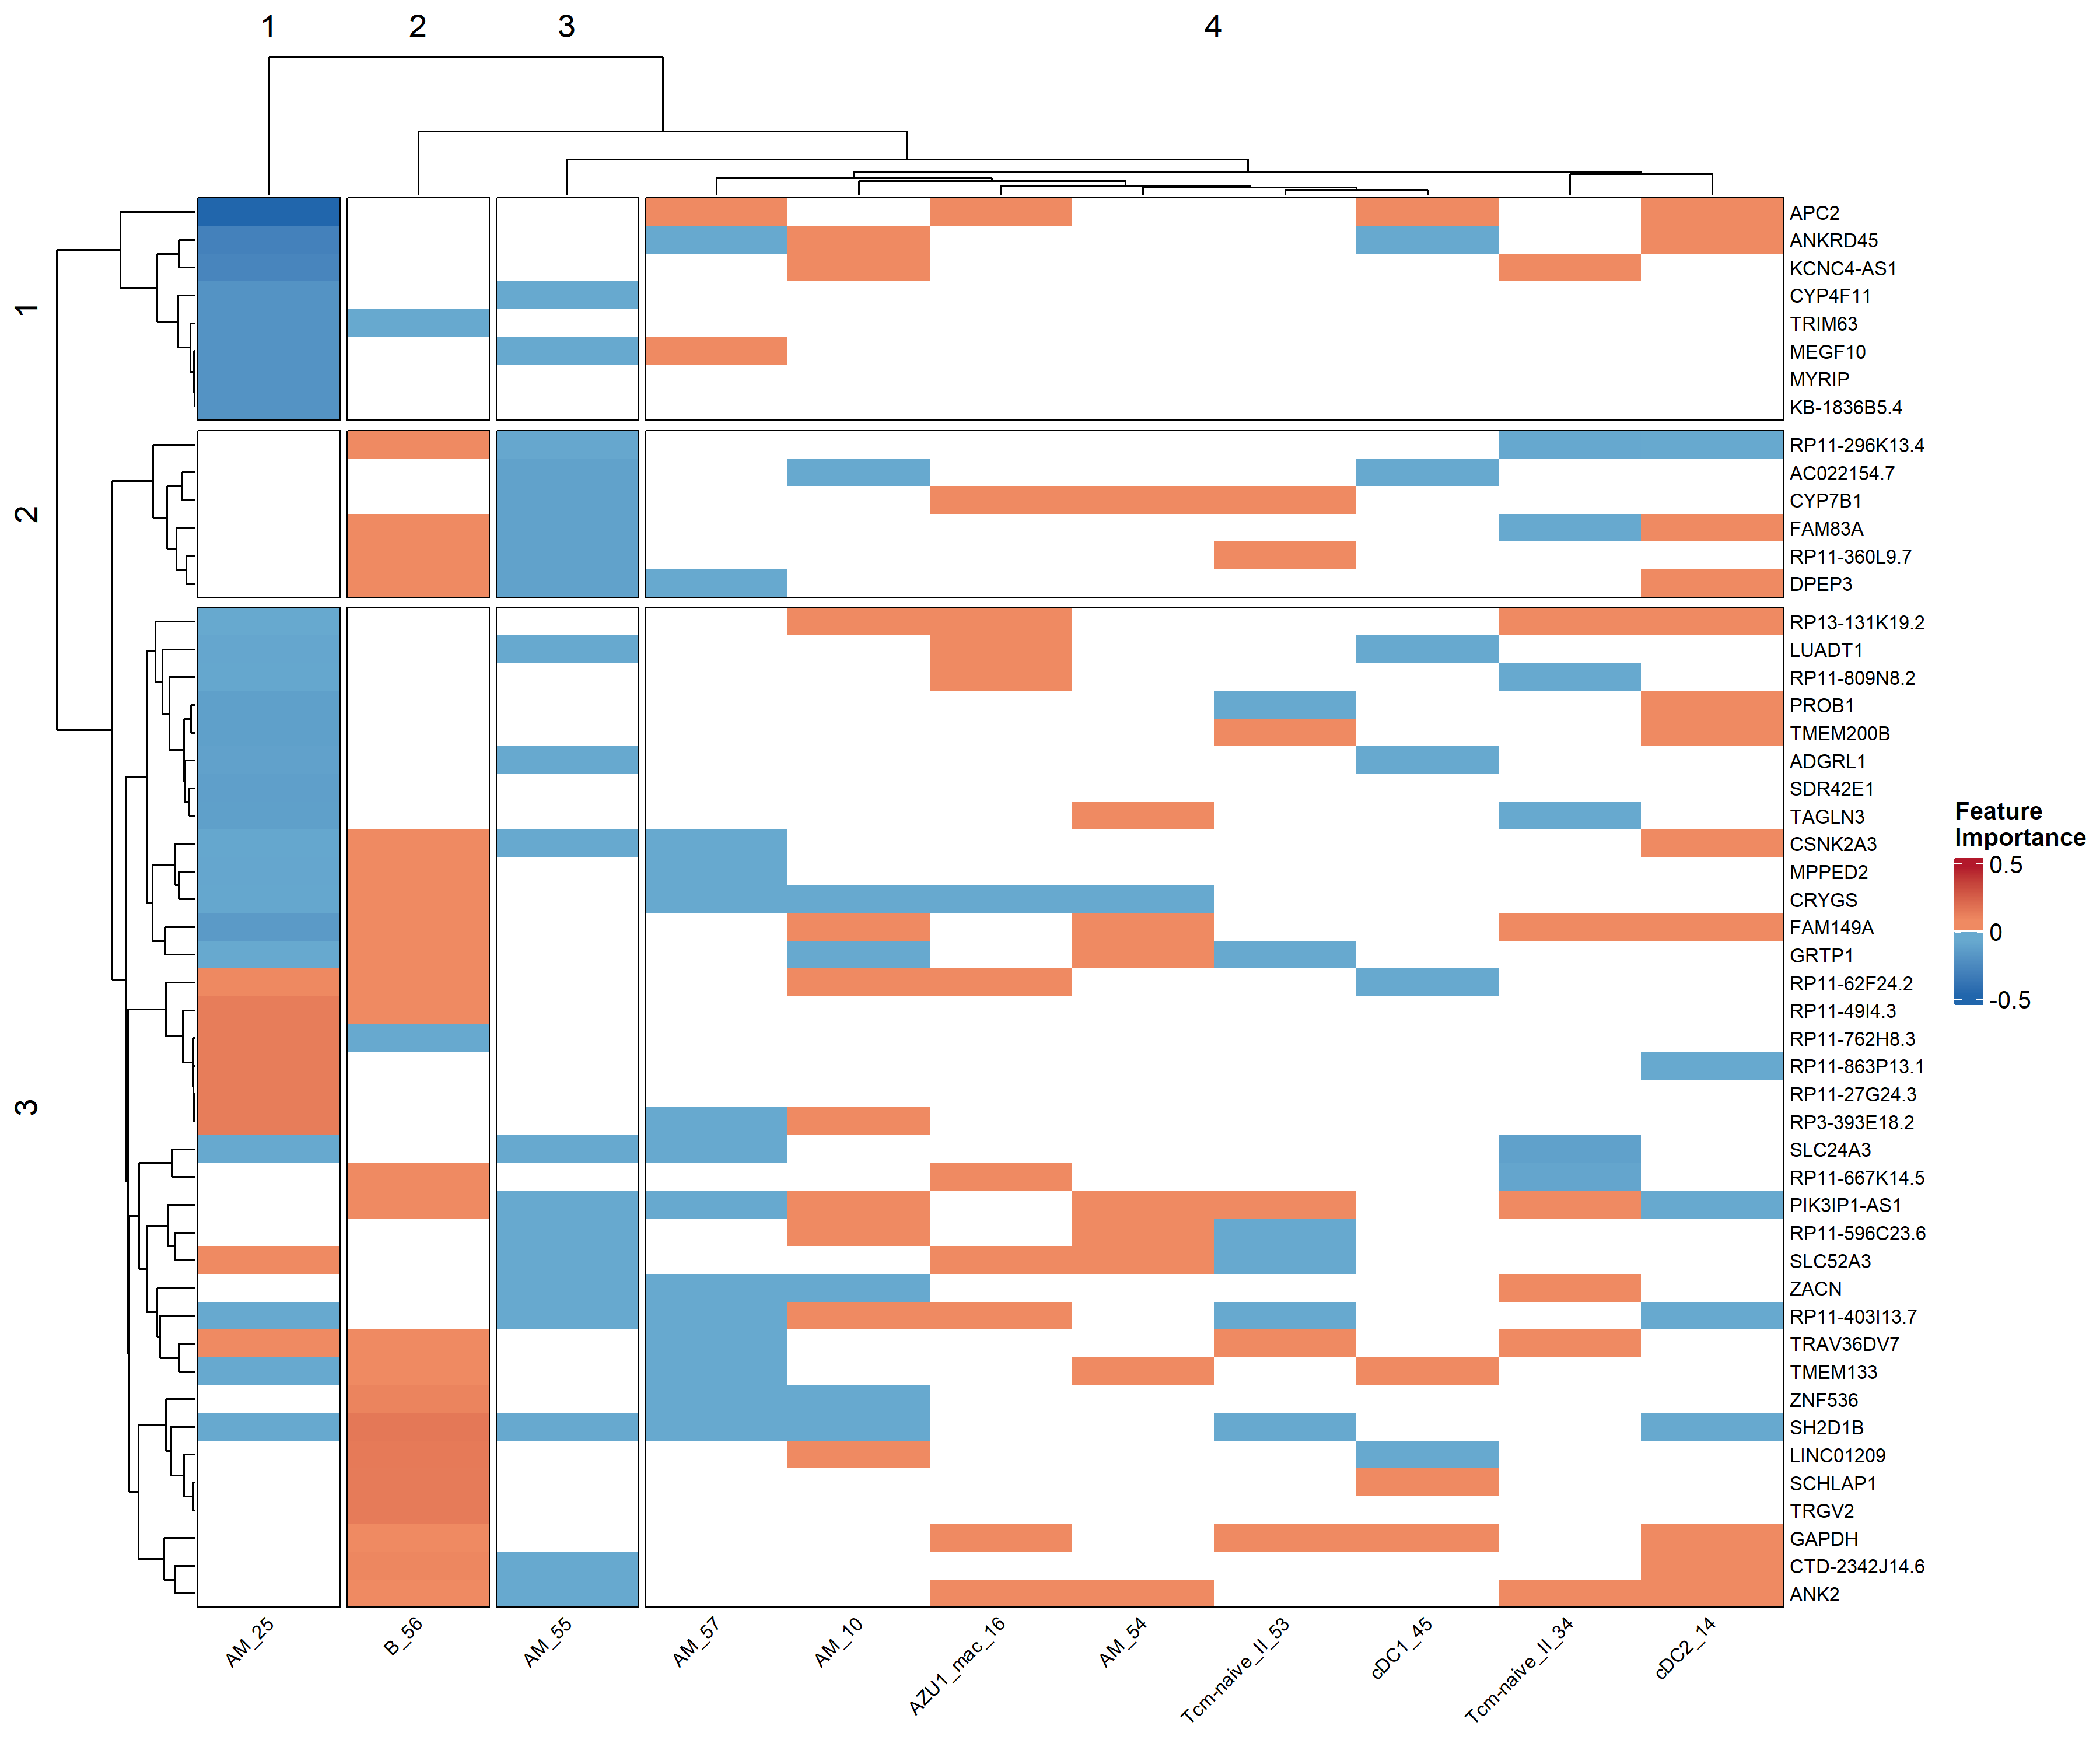 1 2 3 4
1
2
3
APC2
ANKRD45
KCNC4-AS1
CYP4F11
TRIM63
MEGF10
MYRIP
KB-1836B5.4
RP11-296K13.4
AC022154.7
CYP7B1
FAM83A
RP11-360L9.7
DPEP3
RP13-131K19.2
LUADT1
RP11-809N8.2
PROB1
TMEM200B
ADGRL1
SDR42E1
TAGLN3
CSNK2A3
MPPED2
CRYGS
FAM149A
GRTP1
RP11-62F24.2
RP11-49I4.3
RP11-762H8.3
RP11-863P13.1
RP11-27G24.3
RP3-393E18.2
SLC24A3
RP11-667K14.5
PIK3IP1-AS1
RP11-596C23.6
SLC52A3
ZACN
RP11-403I13.7
TRAV36DV7
TMEM133
ZNF536
SH2D1B
LINC01209
SCHLAP1
TRGV2
GAPDH
CTD-2342J14.6
ANK2
AM_25
B_56
AM_55
AM_57
AM_10
AZU1_mac_16
AM_54
Tcm-naive_II_53
cDC1_45
Tcm-naive_II_34
cDC2_14
Feature
Importance
0.5
0
-0.5